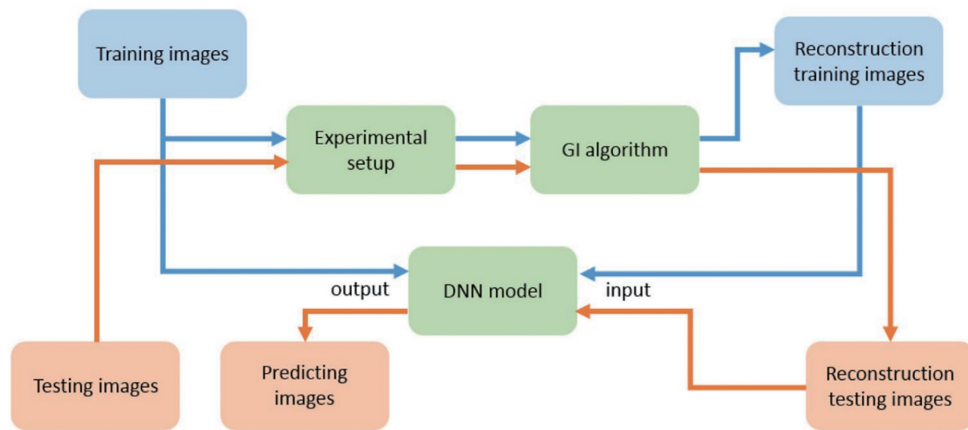 Training images
Reconstruction
training images
Experimental
setup
GI algorithm
output
DNN model
input
Testing images
Predicting
images
Reconstruction
testing images